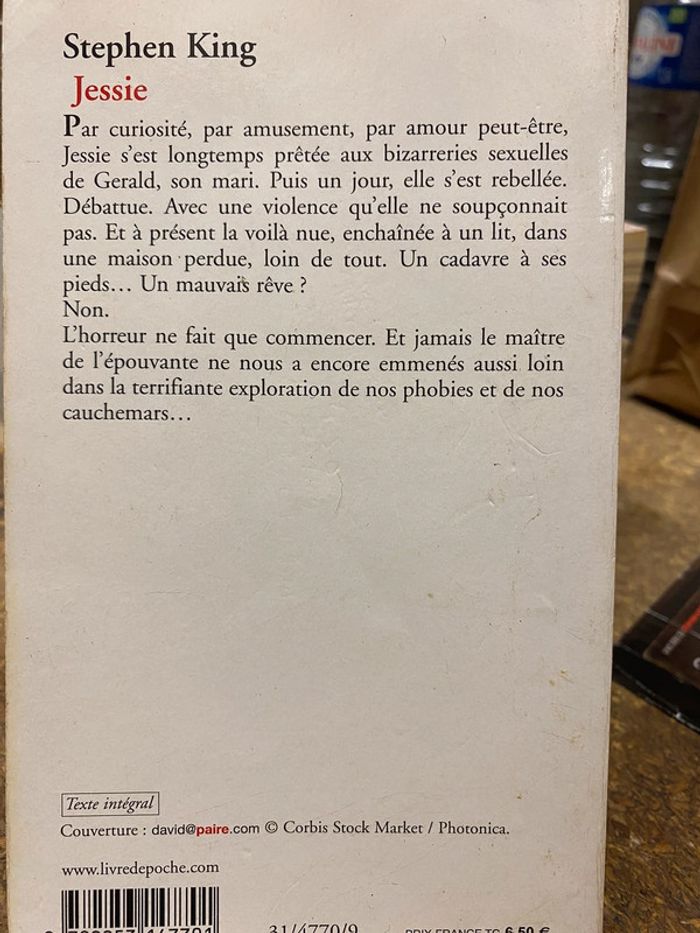 Stephen King
Jessie
Par curiosité, par amusement, par amour peut-être,
Jessie s'est longtemps prêtée aux bizarreries sexuelles
de Gerald, son mari. Puis un jour, elle s'est rebellée.
Débattue. Avec une violence qu'elle ne soupçonnait
pas. Et à présent la voilà nue, enchaînée à un lit, dans
une maison perdue, loin de tout. Un cadavre à ses
pieds… Un mauvais rêve ?
Non.
L'horreur ne fait que commencer. Et jamais le maître
de l'épouvante ne nous a encore emmenés aussi loin
dans la terrifiante exploration de nos phobies et de nos
cauchemars…
Texte intégral
Couverture : david@paire.com © Corbis Stock Market / Photonica.
www.livredepoche.com
31/4770/9
PRIX FRANCE TC 6,50 €